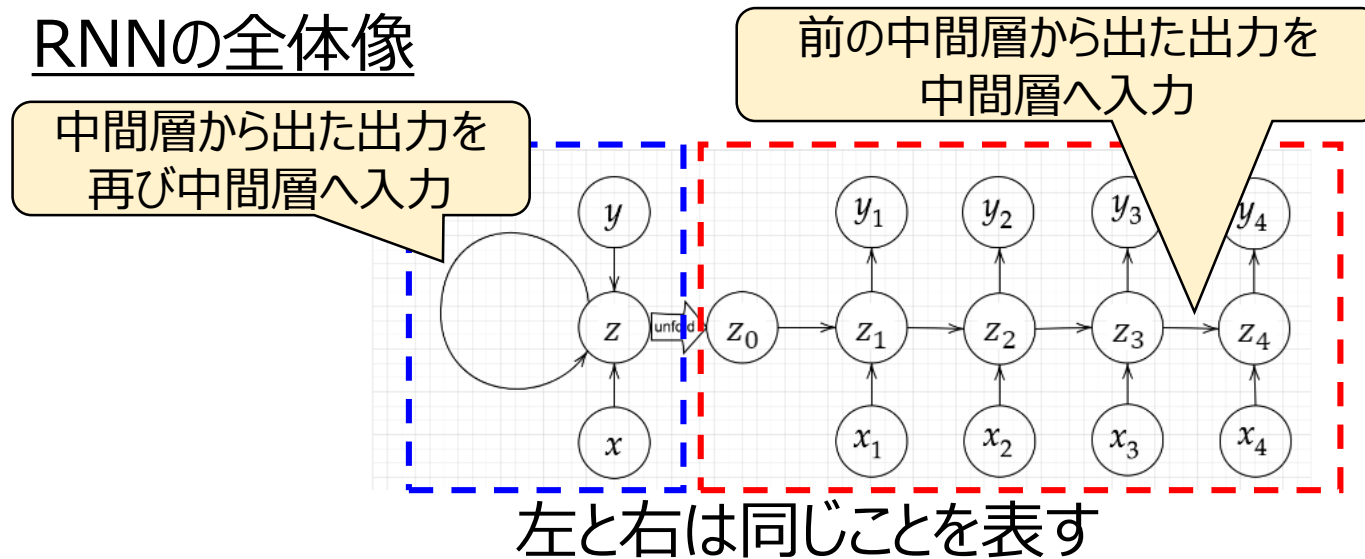 RNNの全体像
前の中間層から出た出力を
中間層へ入力
中間層から出た出力を
再び中間層へ入力
y
y₁ y₂ y₃ y₄
z unfold z₀ z₁ z₂ z₃ z₄
x
x₁ x₂ x₃ x₄
左と右は同じことを表す